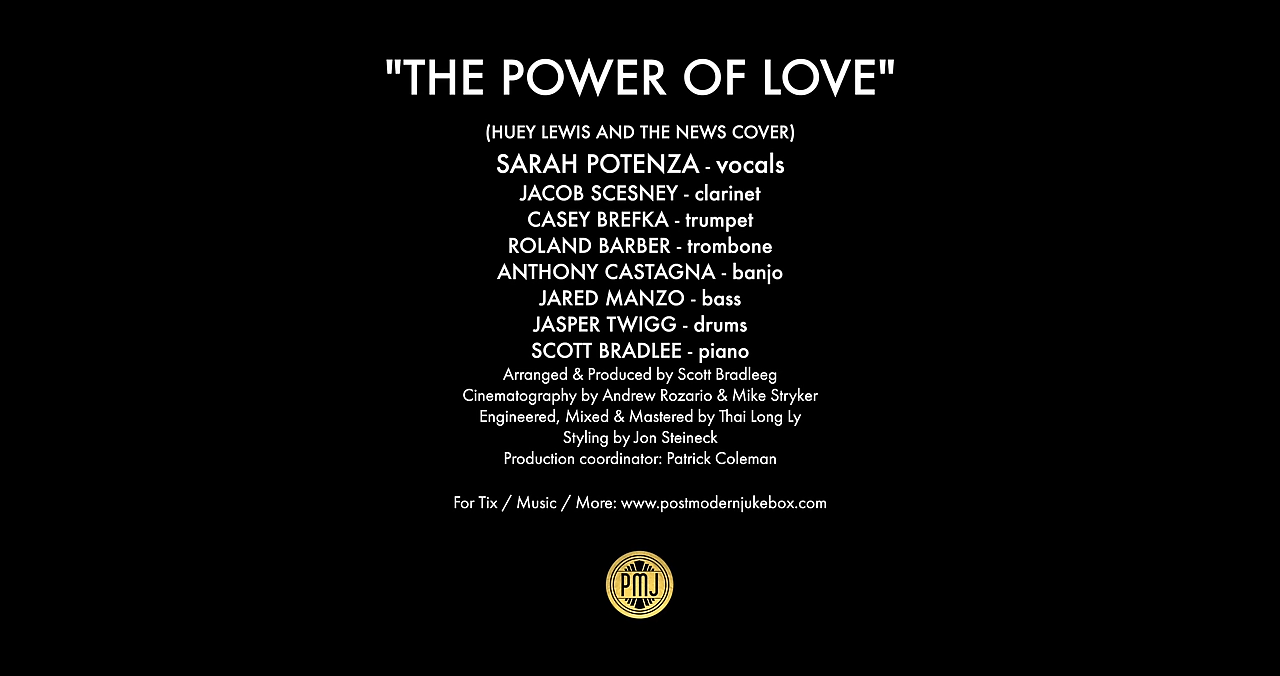 "THE POWER OF LOVE"
(HUEY LEWIS AND THE NEWS COVER)
SARAH POTENZA - vocals
JACOB SCESNEY - clarinet
CASEY BREFKA - trumpet
ROLAND BARBER - trombone
ANTHONY CASTAGNA - banjo
JARED MANZO - bass
JASPER TWIGG - drums
SCOTT BRADLEE - piano
Arranged & Produced by Scott Bradleeg
Cinematography by Andrew Rozario & Mike Stryker
Engineered, Mixed & Mastered by Thai Long Ly
Styling by Jon Steineck
Production coordinator: Patrick Coleman
For Tix / Music / More: www.postmodernjukebox.com
PMJ